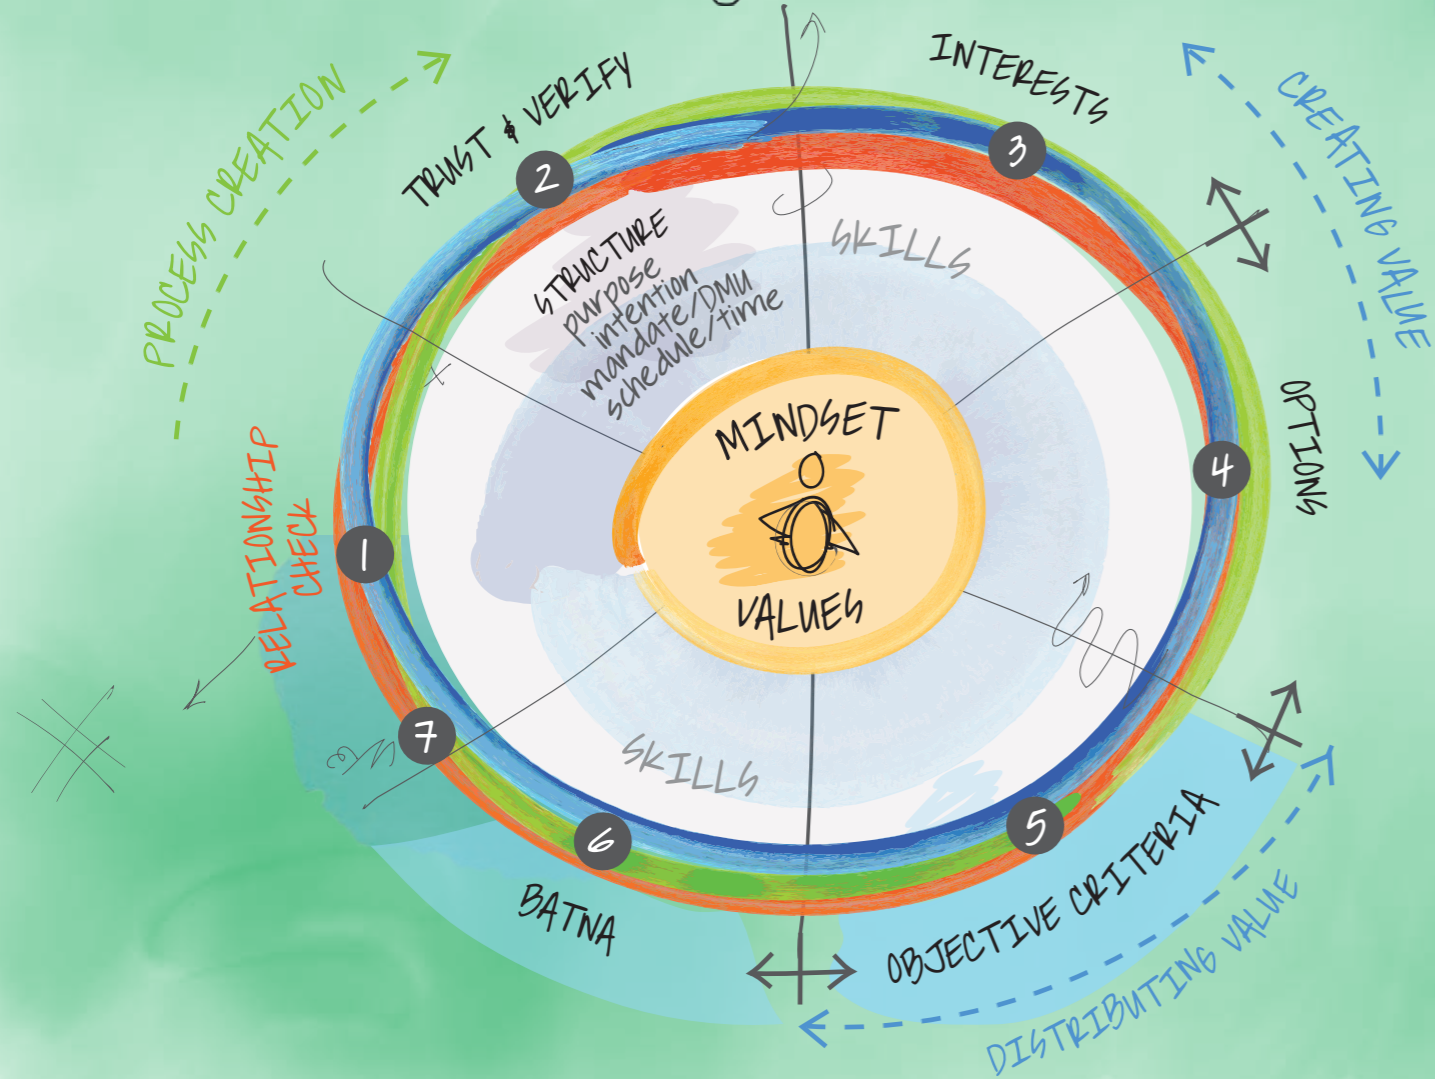 PROCESS CREATION
TRUST & VERIFY
INTERESTS
CREATING VALUE
2
3
STRUCTURE
purpose
intention
mandate/DMU
schedule/time
SKILLS
MINDSET
VALUES
OPTIONS
4
RELATIONSHIP
CHECK
1
7
SKILLS
6
5
BATNA
OBJECTIVE CRITERIA
DISTRIBUTING VALUE